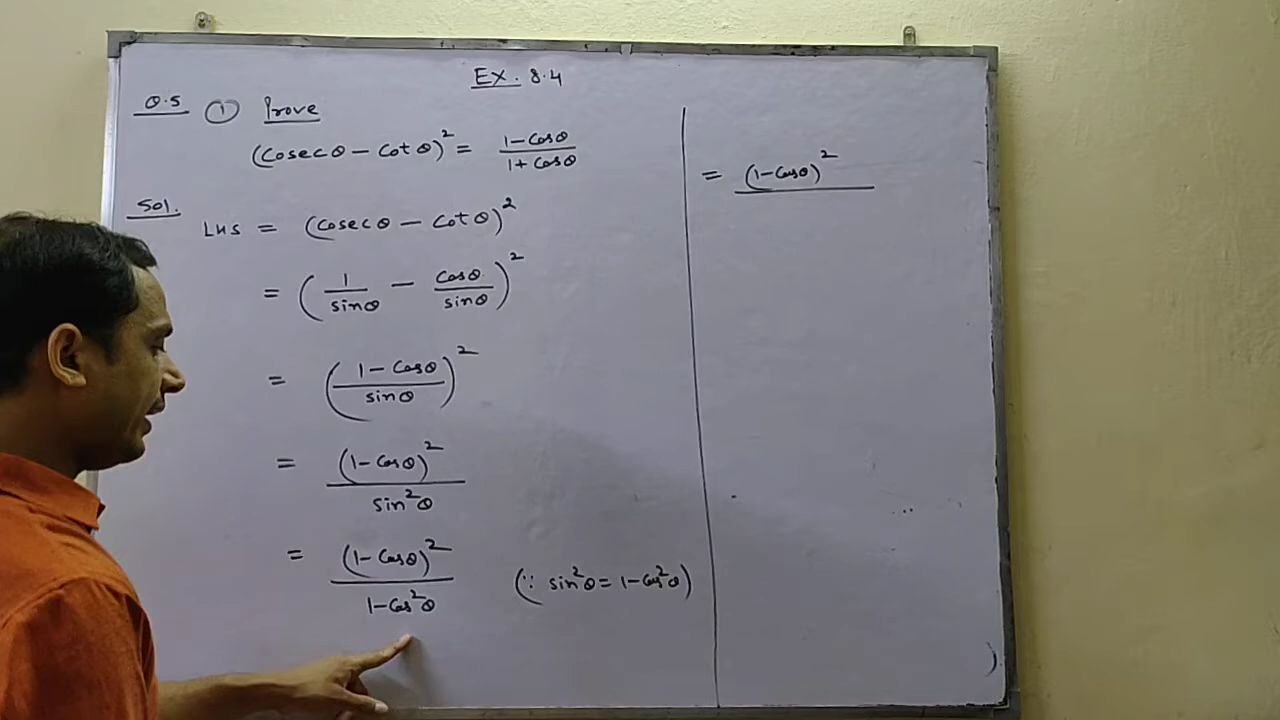 EX. 8.4
Q.5 ① Prove
(Cosecθ - Cotθ)² = 1-Cosθ / 1+Cosθ
Sol.
LHS = (Cosecθ - Cotθ)²
= (1/sinθ - Cosθ/sinθ)²
= (1-Cosθ / sinθ)²
= (1-Cosθ)² / sin²θ
= (1-Cosθ)² / 1-Cos²θ (∵ sin²θ = 1-Cos²θ)
= (1-Cosθ)²